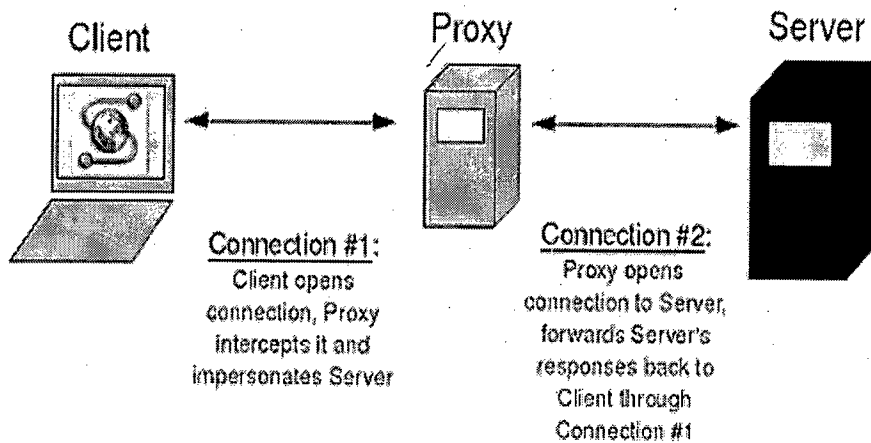 Client
Proxy
Server
Connection #1:
Client opens
connection, Proxy
intercepts it and
impersonates Server
Connection #2:
Proxy opens
connection to Server,
forwards Server's
responses back to
Client through
Connection #1